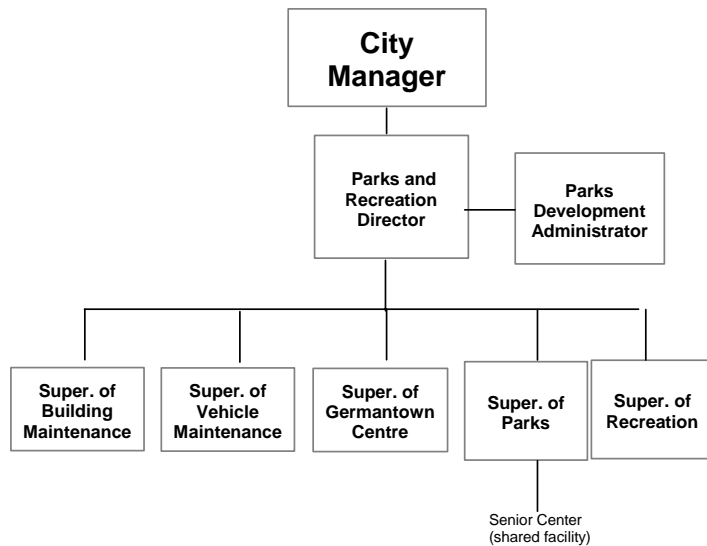 City
Manager
Parks and
Recreation
Director
Parks
Development
Administrator
Super. of
Building
Maintenance
Super. of
Vehicle
Maintenance
Super. of
Germantown
Centre
Super. of
Parks
Super. of
Recreation
Senior Center
(shared facility)